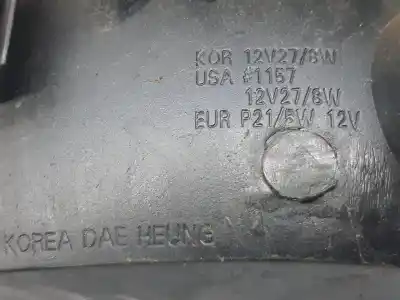 KOR 12V27/8W
USA #1157
12V27/8W
EUR P21/5W 12V
KOREA DAE HEUNG